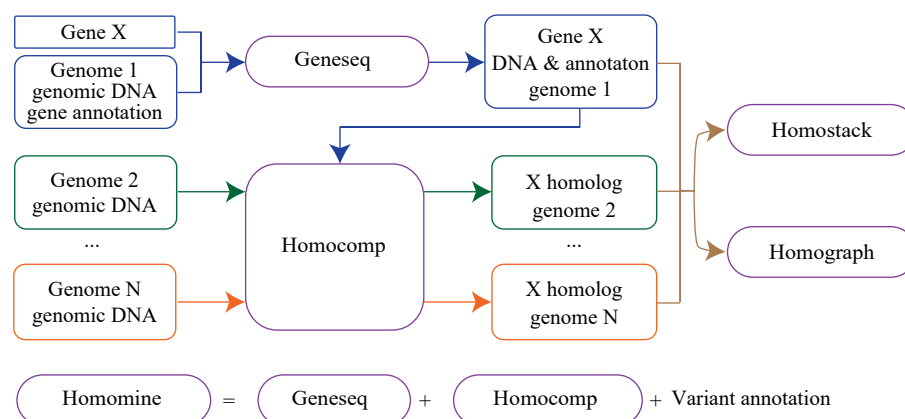 Gene X
Genome 1
genomic DNA
gene annotation
Geneseq
Gene X
DNA & annotaton
genome 1
Homostack
Genome 2
genomic DNA
...
Homocomp
X homolog
genome 2
...
Homograph
Genome N
genomic DNA
X homolog
genome N
Homomine = Geneseq + Homocomp + Variant annotation